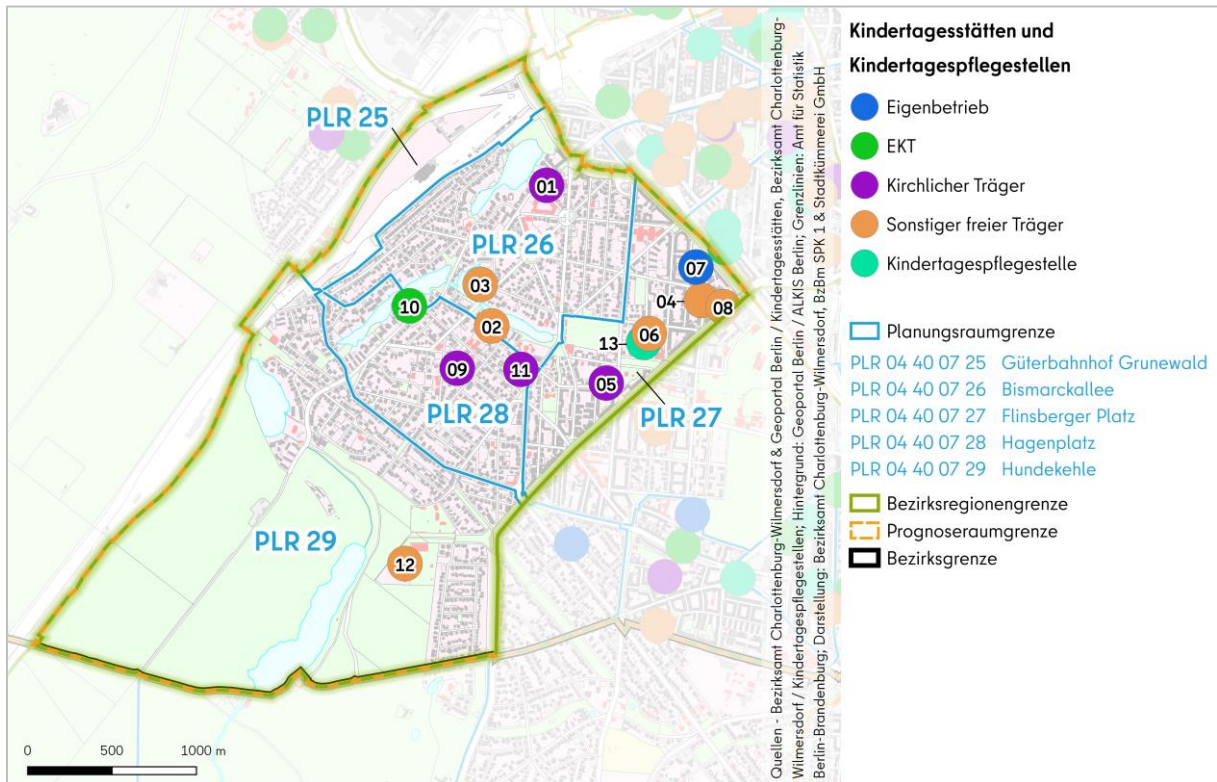 PLR 25
01
PLR 26
07
03
04
08
10
02
06
13
09
11
05
PLR 28
PLR 27
PLR 29
12
0 500 1000 m
Quellen - Bezirksamt Charlottenburg-Wilmersdorf & Geoportal Berlin / Kindertagesstätten, Bezirksamt Charlottenburg-
Wilmersdorf / Kindertagespflegestellen; Hintergrund: Geoportal Berlin / ALKIS Berlin; Grenzlinien: Amt für Statistik
Berlin-Brandenburg; Darstellung: Bezirksamt Charlottenburg-Wilmersdorf, BzBm SPK 1 & Stadtkümmerei GmbH
Kindertagesstätten und
Kindertagespflegestellen
Eigenbetrieb
EKT
Kirchlicher Träger
Sonstiger freier Träger
Kindertagespflegestelle
Planungsraumgrenze
PLR 04 40 07 25 Güterbahnhof Grunewald
PLR 04 40 07 26 Bismarckallee
PLR 04 40 07 27 Flinsberger Platz
PLR 04 40 07 28 Hagenplatz
PLR 04 40 07 29 Hundekehle
Bezirksregionengrenze
Prognoseraumgrenze
Bezirksgrenze